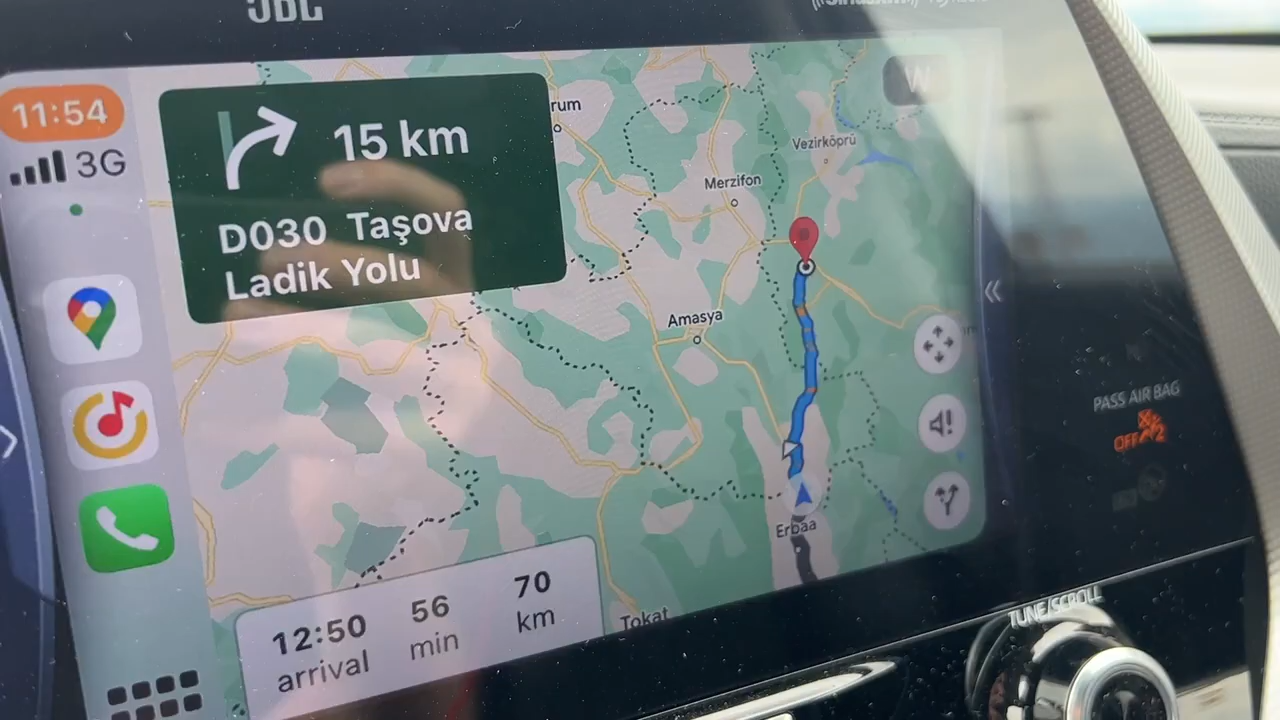 JBL
11:54
3G
15 km
D030 Taşova
Ladik Yolu
rum
W
Vezirköprü
Merzifon
Amasya
Erbaa
Tokat
12:50
arrival
56
min
70
km
PASS AIR BAG
OFF
2
TUNE/SCROLL